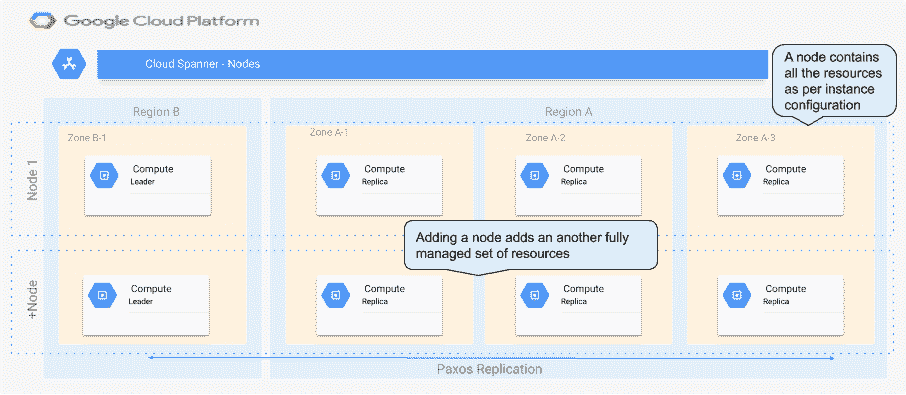 Google Cloud Platform
Cloud Spanner - Nodes
A node contains
all the resources
as per instance
configuration
Region B
Region A
Zone B-1
Zone A-1
Zone A-2
Zone A-3
Node 1
Compute
Leader
Compute
Replica
Compute
Replica
Compute
Replica
Adding a node adds an another fully
managed set of resources
+Node
Compute
Leader
Compute
Replica
Compute
Replica
Compute
Replica
Paxos Replication